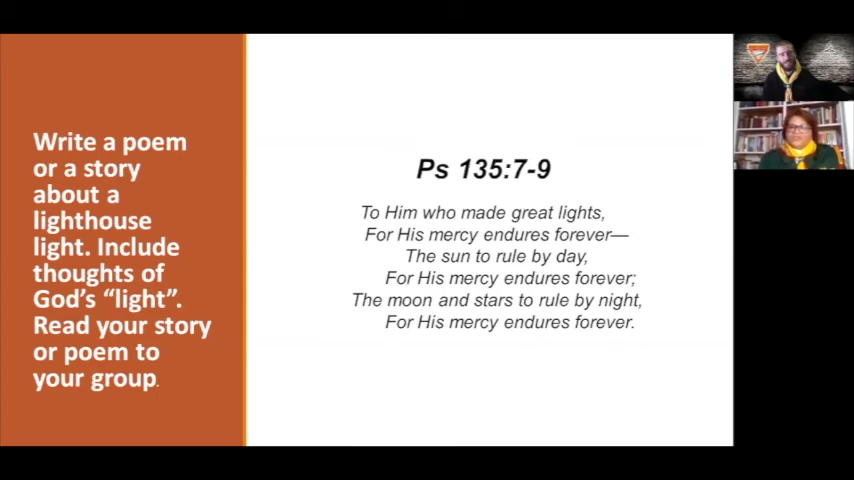 Write a poem
or a story
about a
lighthouse
light. Include
thoughts of
God's "light".
Read your story
or poem to
your group.
Ps 135:7-9
To Him who made great lights,
For His mercy endures forever—
The sun to rule by day,
For His mercy endures forever;
The moon and stars to rule by night,
For His mercy endures forever.